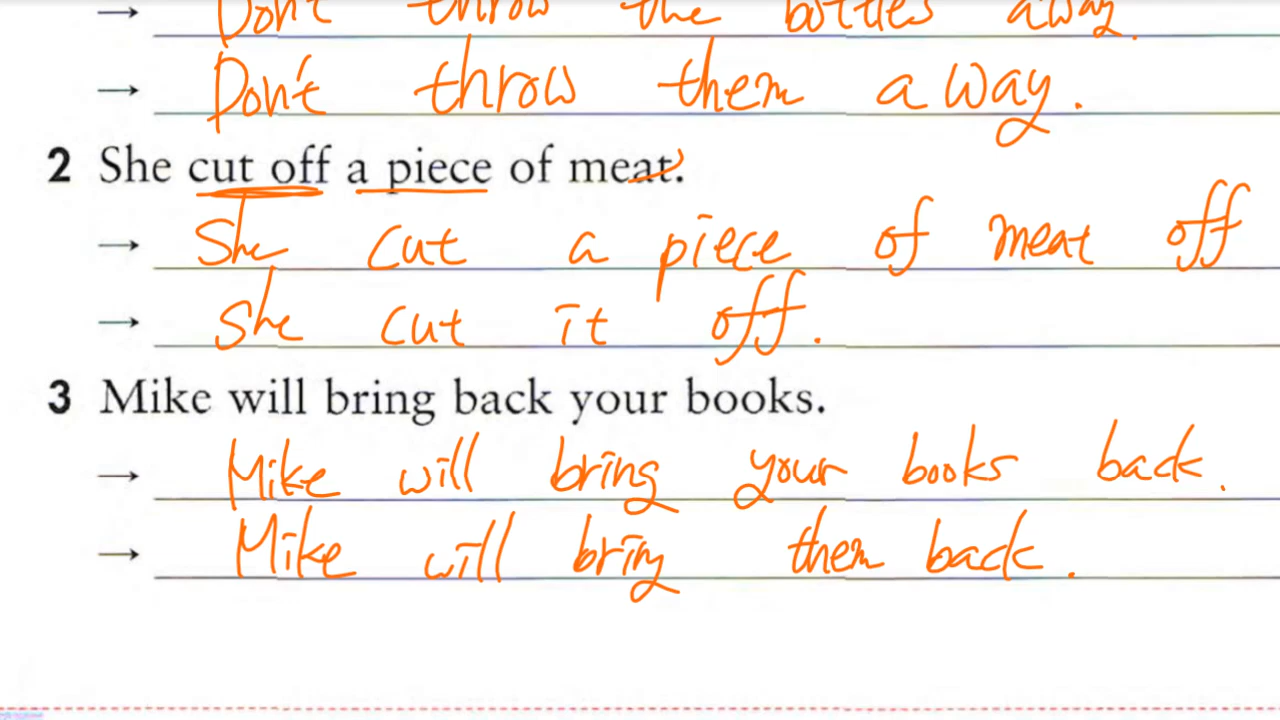 → Don't throw the bottles away.
→ Don't throw them away.
2 She cut off a piece of meat.
→ She cut a piece of meat off
→ She cut it off.
3 Mike will bring back your books.
→ Mike will bring your books back.
→ Mike will bring them back.